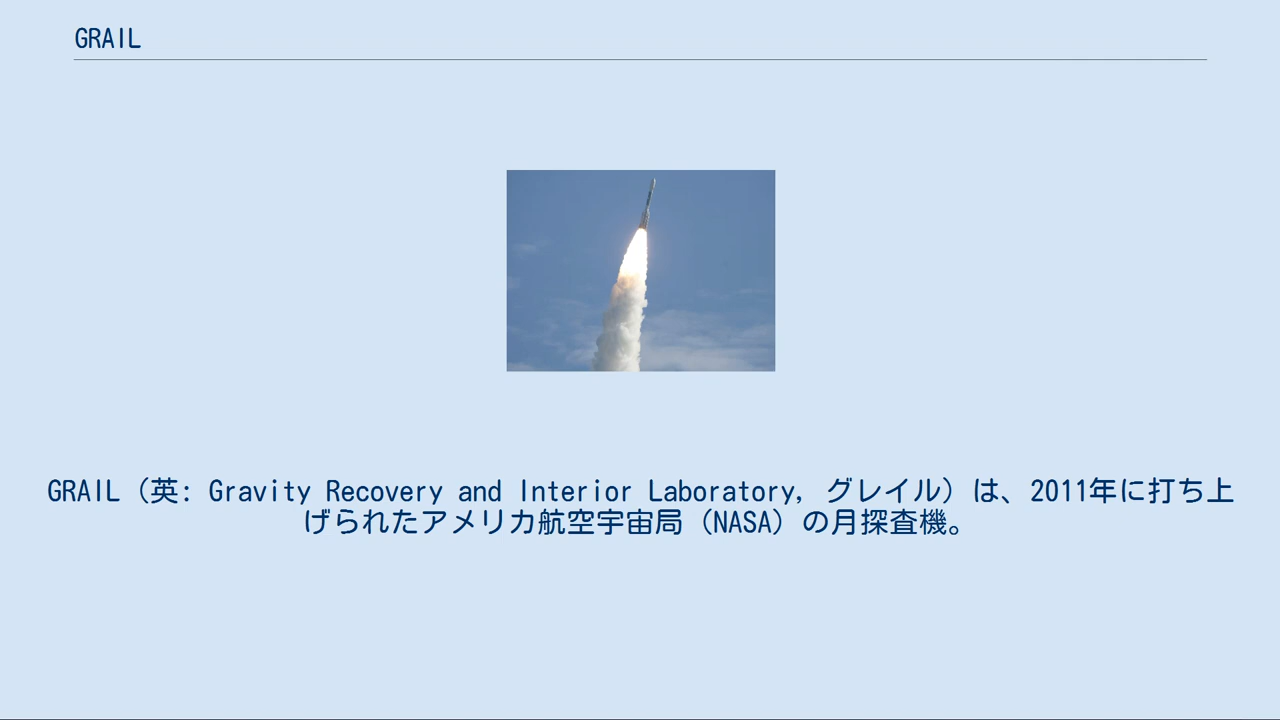 GRAIL
GRAIL（英: Gravity Recovery and Interior Laboratory, グレイル）は、2011年に打ち上
げられたアメリカ航空宇宙局（NASA）の月探査機。